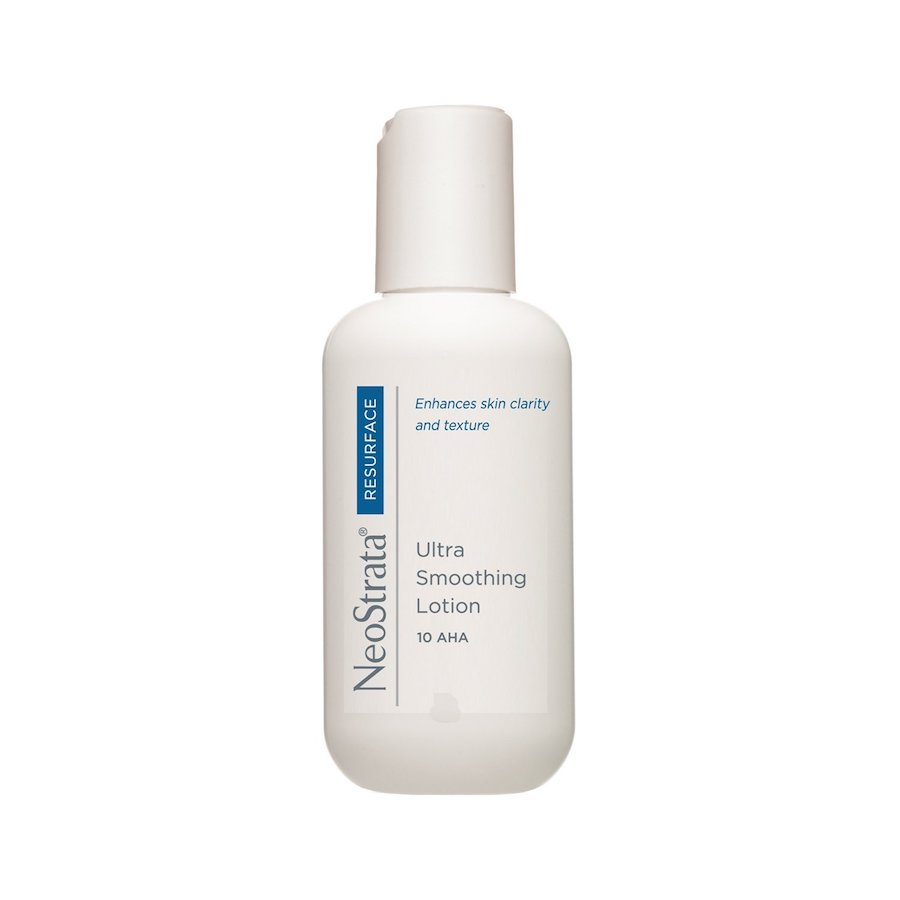 RESURFACE
NeoStrata®
Enhances skin clarity
and texture
Ultra
Smoothing
Lotion
10 AHA